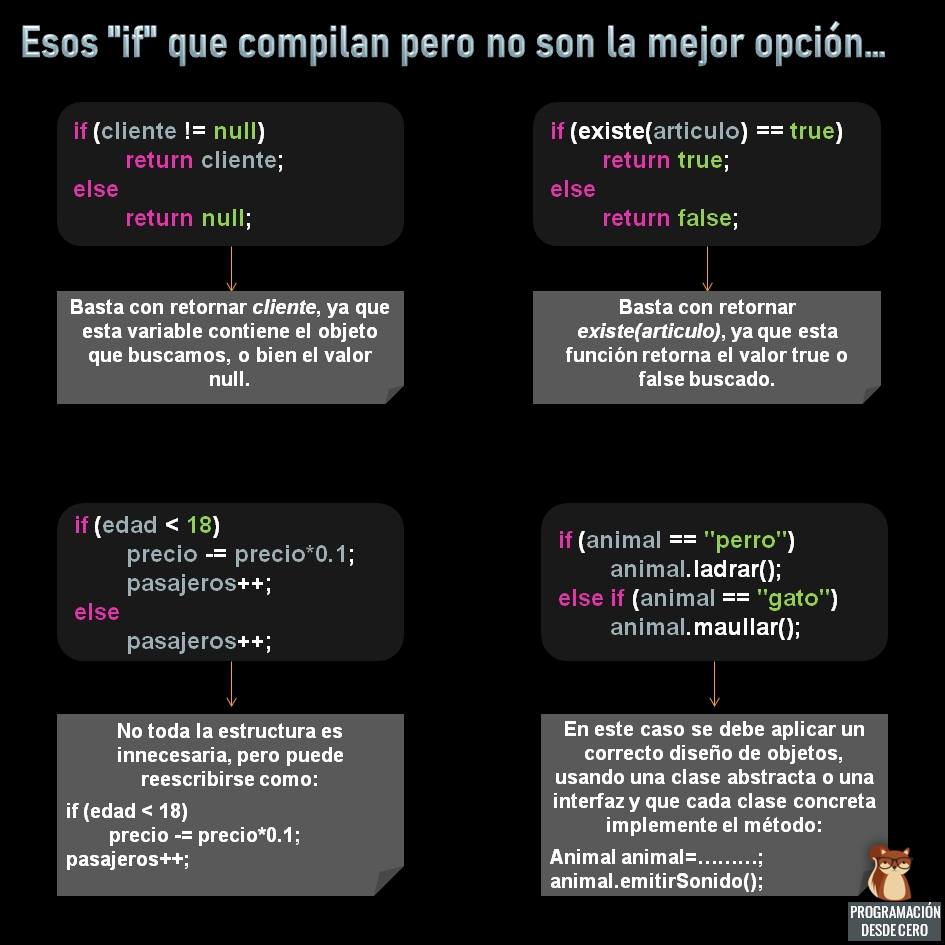 Esos "if" que compilan pero no son la mejor opción...
if (cliente != null)
return cliente;
else
return null;
Basta con retornar cliente, ya que
esta variable contiene el objeto
que buscamos, o bien el valor
null.
if (existe(articulo) == true)
return true;
else
return false;
Basta con retornar
existe(articulo), ya que esta
función retorna el valor true o
false buscado.
if (edad < 18)
precio -= precio*0.1;
pasajeros++;
else
pasajeros++;
No toda la estructura es
innecesaria, pero puede
reescribirse como:
if (edad < 18)
precio -= precio*0.1;
pasajeros++;
if (animal == "perro")
animal.ladrar();
else if (animal == "gato")
animal.maullar();
En este caso se debe aplicar un
correcto diseño de objetos,
usando una clase abstracta o una
interfaz y que cada clase concreta
implemente el método:
Animal animal=.........;
animal.emitirSonido();
PROGRAMACIÓN
DESDE CERO